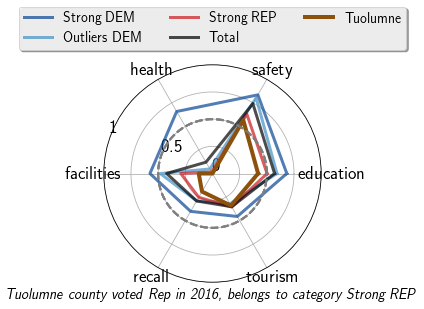 Strong DEM Strong REP Tuolumne
Outliers DEM Total
health safety
1
0.5
0
facilities education
recall tourism
Tuolumne county voted Rep in 2016, belongs to category Strong REP